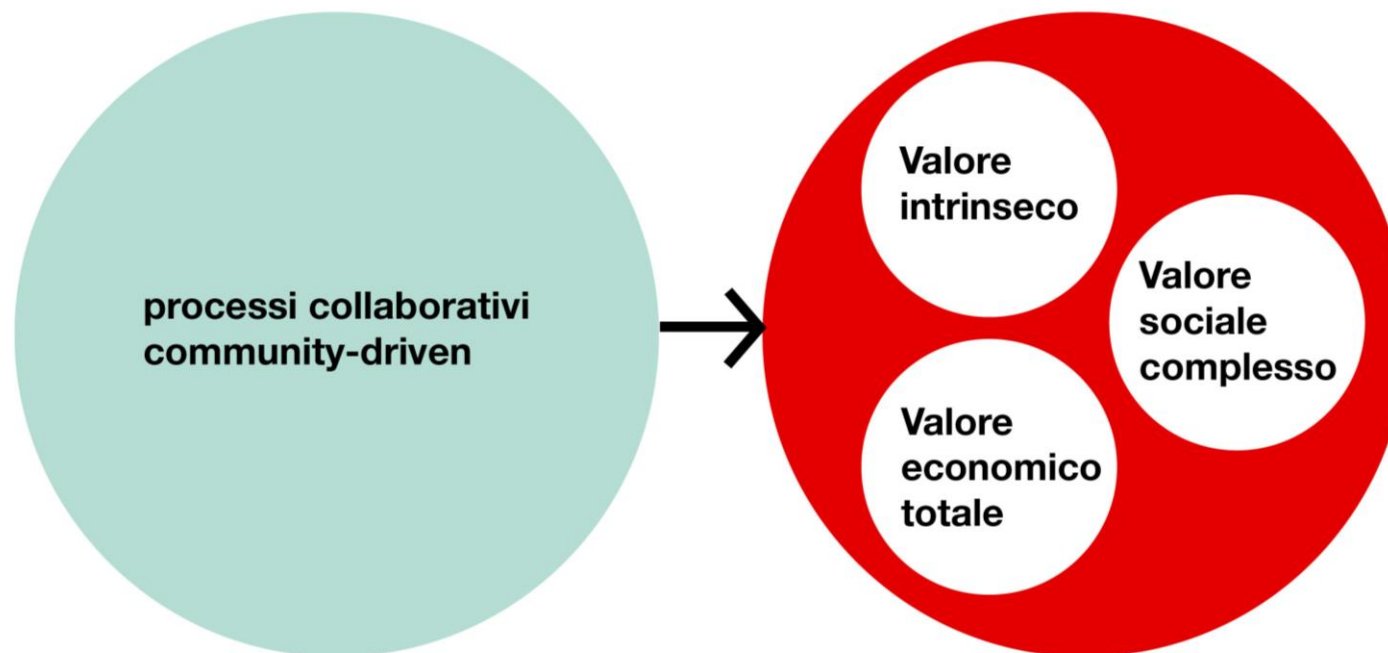 processi collaborativi
community-driven
Valore
intrinseco
Valore
sociale
complesso
Valore
economico
totale